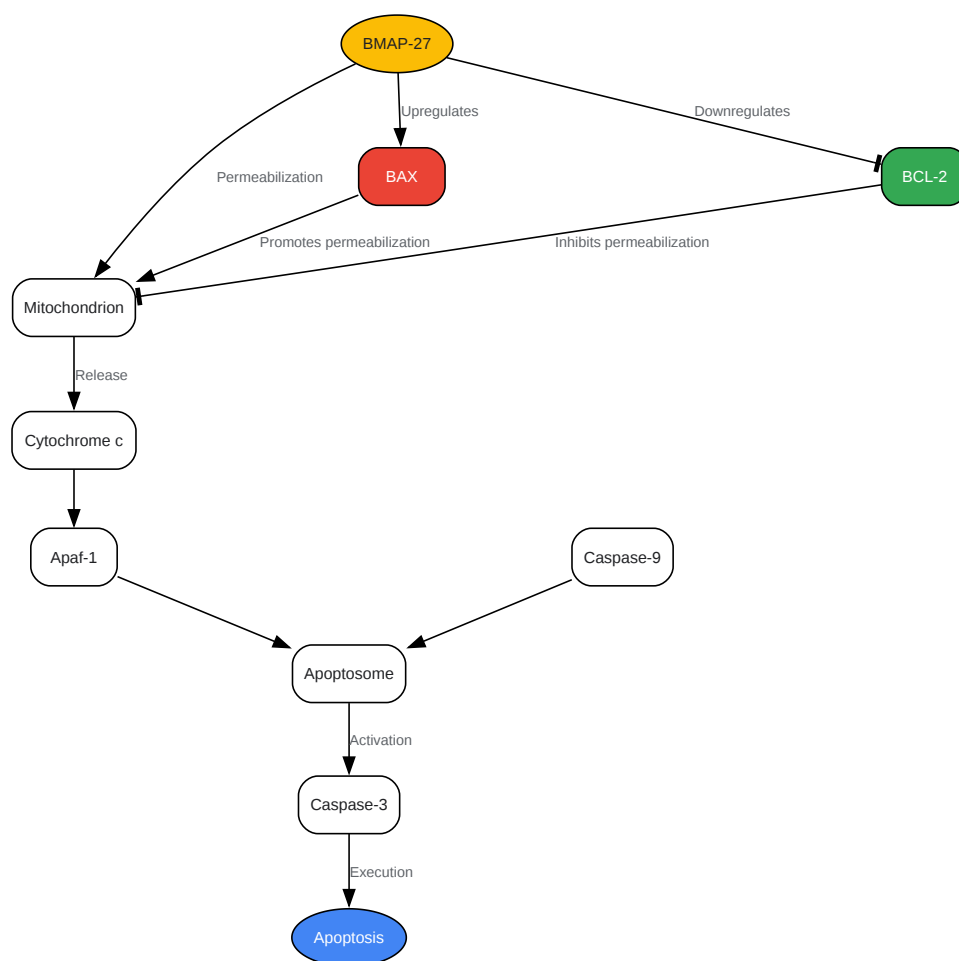 BMAP-27
Upregulates
Downregulates
Permeabilization
BAX
BCL-2
Promotes permeabilization
Inhibits permeabilization
Mitochondrion
Release
Cytochrome c
Apaf-1
Caspase-9
Apoptosome
Activation
Caspase-3
Execution
Apoptosis